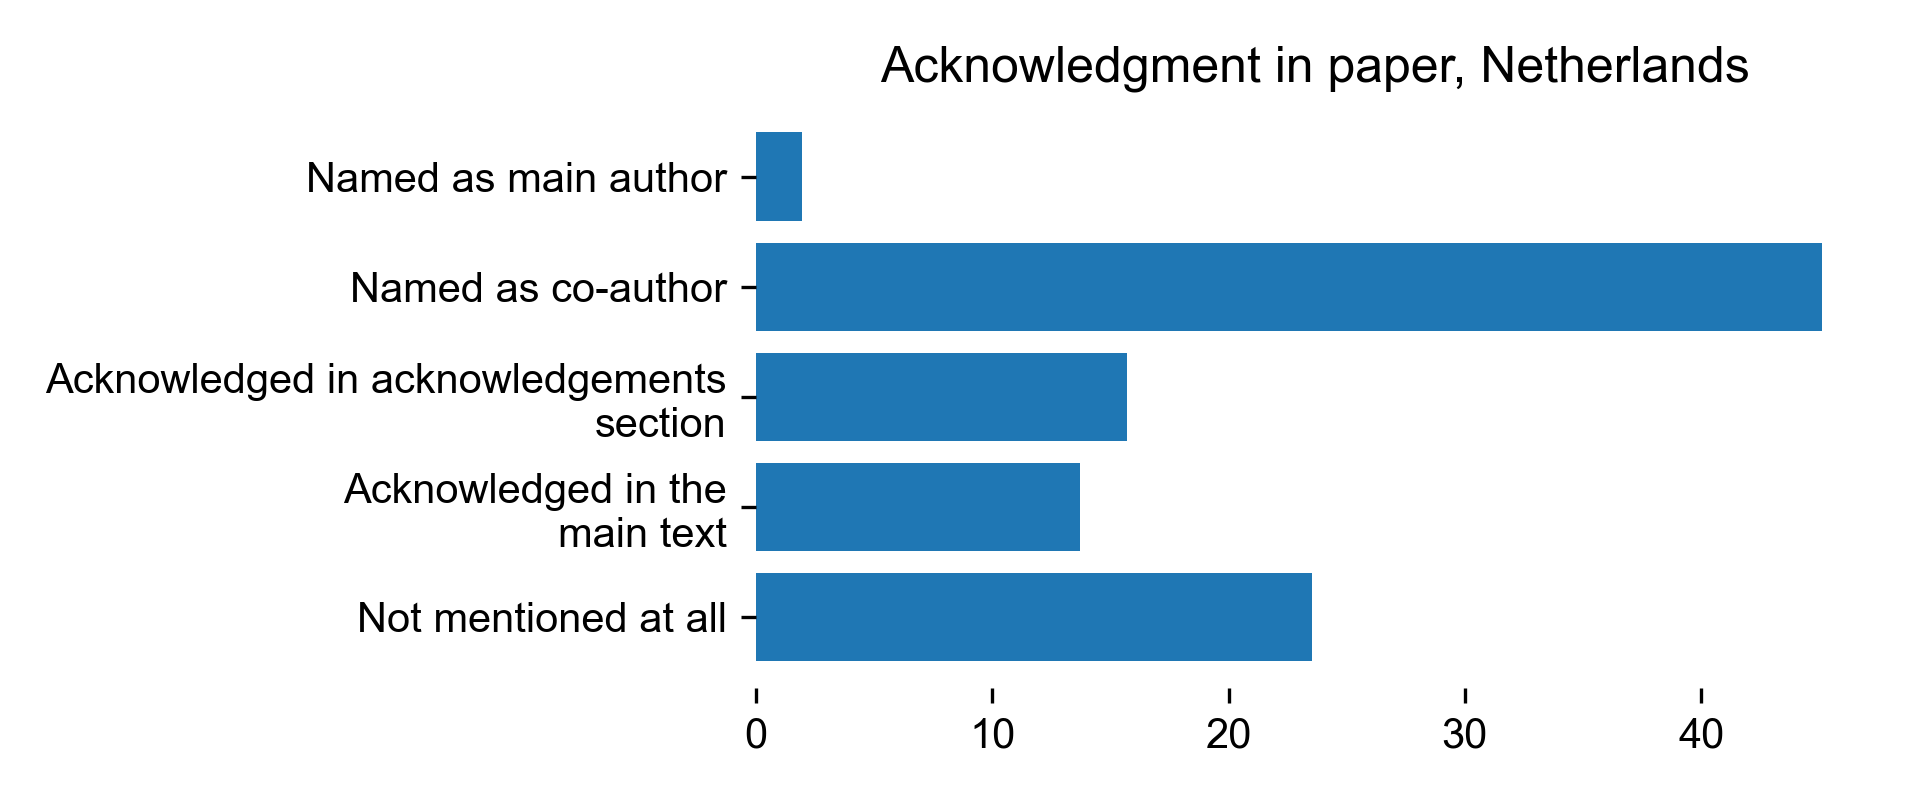 Acknowledgment in paper, Netherlands
Named as main author
Named as co-author
Acknowledged in acknowledgements
section
Acknowledged in the
main text
Not mentioned at all
0 10 20 30 40